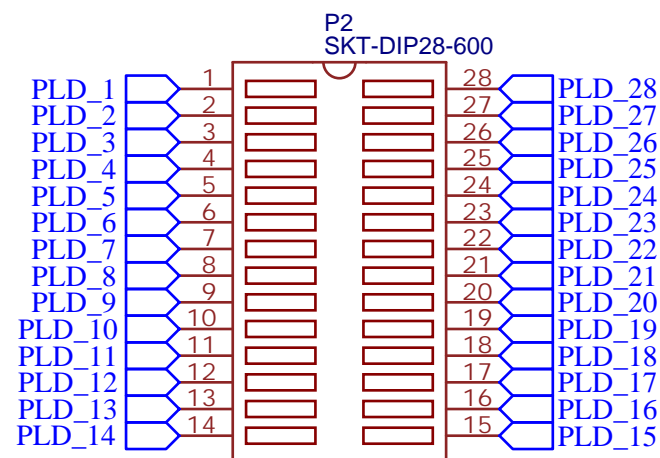 P2
SKT-DIP28-600
PLD_1 1 28 PLD_28
PLD_2 2 27 PLD_27
PLD_3 3 26 PLD_26
PLD_4 4 25 PLD_25
PLD_5 5 24 PLD_24
PLD_6 6 23 PLD_23
PLD_7 7 22 PLD_22
PLD_8 8 21 PLD_21
PLD_9 9 20 PLD_20
PLD_10 10 19 PLD_19
PLD_11 11 18 PLD_18
PLD_12 12 17 PLD_17
PLD_13 13 16 PLD_16
PLD_14 14 15 PLD_15